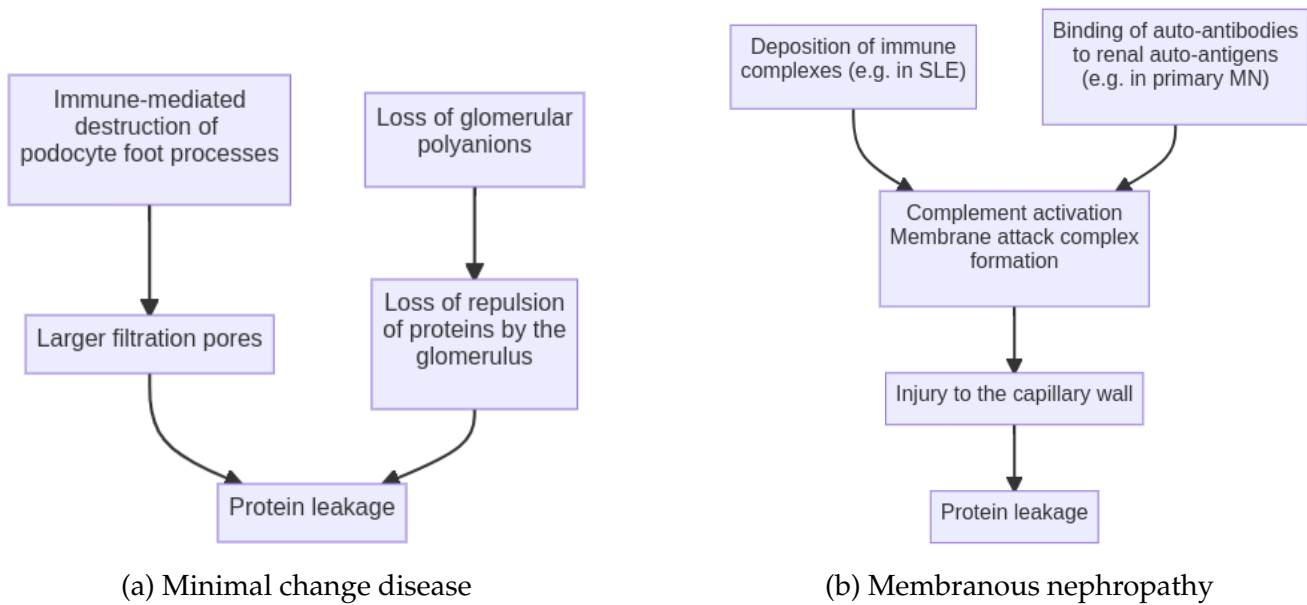 Immune-mediated
destruction of
podocyte foot processes
Loss of glomerular
polyanions
Larger filtration pores
Loss of repulsion
of proteins by the
glomerulus
Protein leakage
(a) Minimal change disease
Deposition of immune
complexes (e.g. in SLE)
Binding of auto-antibodies
to renal auto-antigens
(e.g. in primary MN)
Complement activation
Membrane attack complex
formation
Injury to the capillary wall
Protein leakage
(b) Membranous nephropathy